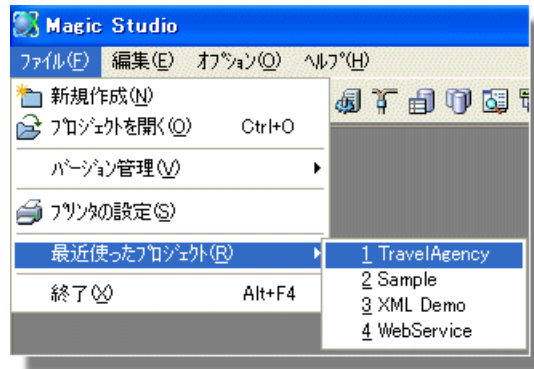 Magic Studio
ファイル(F) 編集(E) オプション(O) ヘルプ(H)
新規作成(N)
プロジェクトを開く(O) Ctrl+O
バージョン管理(V)
プリンタの設定(S)
最近使ったプロジェクト(R)
1 TravelAgency
2 Sample
終了(X) Alt+F4
3 XML Demo
4 WebService